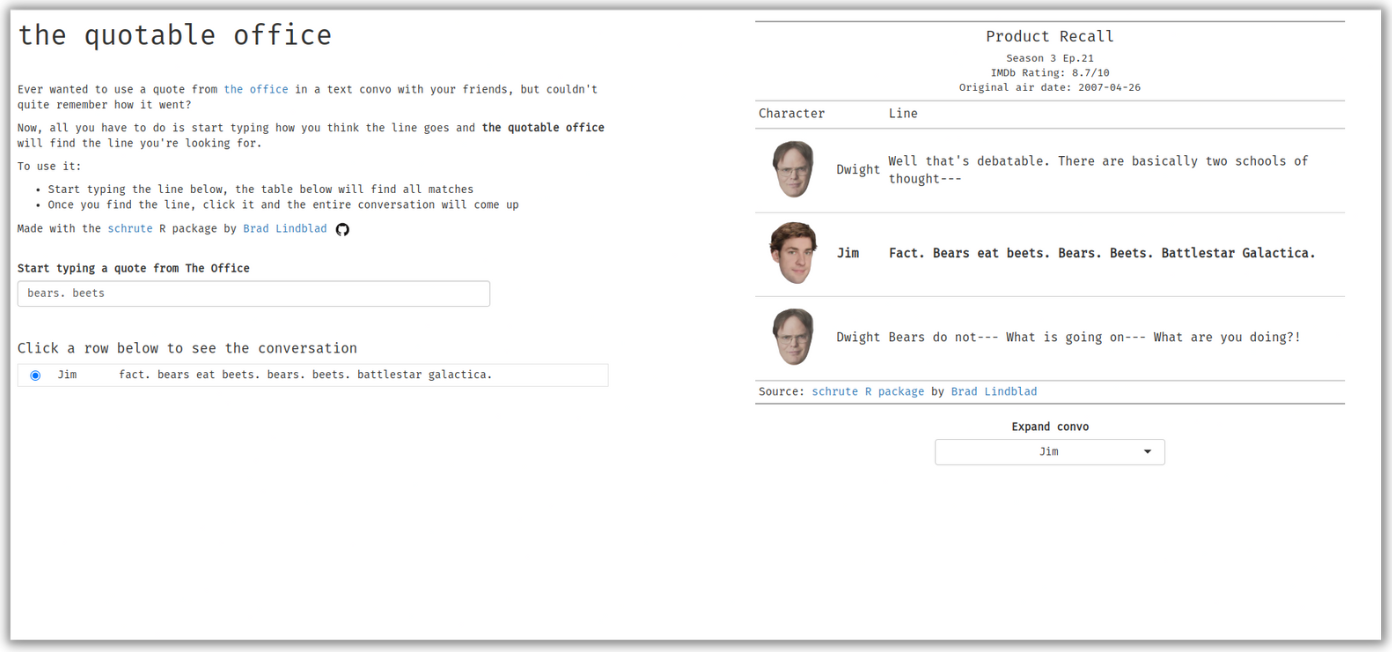 the quotable office
Ever wanted to use a quote from the office in a text convo with your friends, but couldn't
quite remember how it went?
Now, all you have to do is start typing how you think the line goes and the quotable office
will find the line you're looking for.
To use it:
• Start typing the line below, the table below will find all matches
• Once you find the line, click it and the entire conversation will come up
Made with the schrute R package by Brad Lindblad
Start typing a quote from The Office
bears. beets
Click a row below to see the conversation
Jim fact. bears eat beets. bears. beets. battlestar galactica.
Product Recall
Season 3 Ep.21
IMDb Rating: 8.7/10
Original air date: 2007-04-26
Character Line
Dwight Well that's debatable. There are basically two schools of
thought---
Jim Fact. Bears eat beets. Bears. Beets. Battlestar Galactica.
Dwight Bears do not--- What is going on--- What are you doing?!
Source: schrute R package by Brad Lindblad
Expand convo
Jim